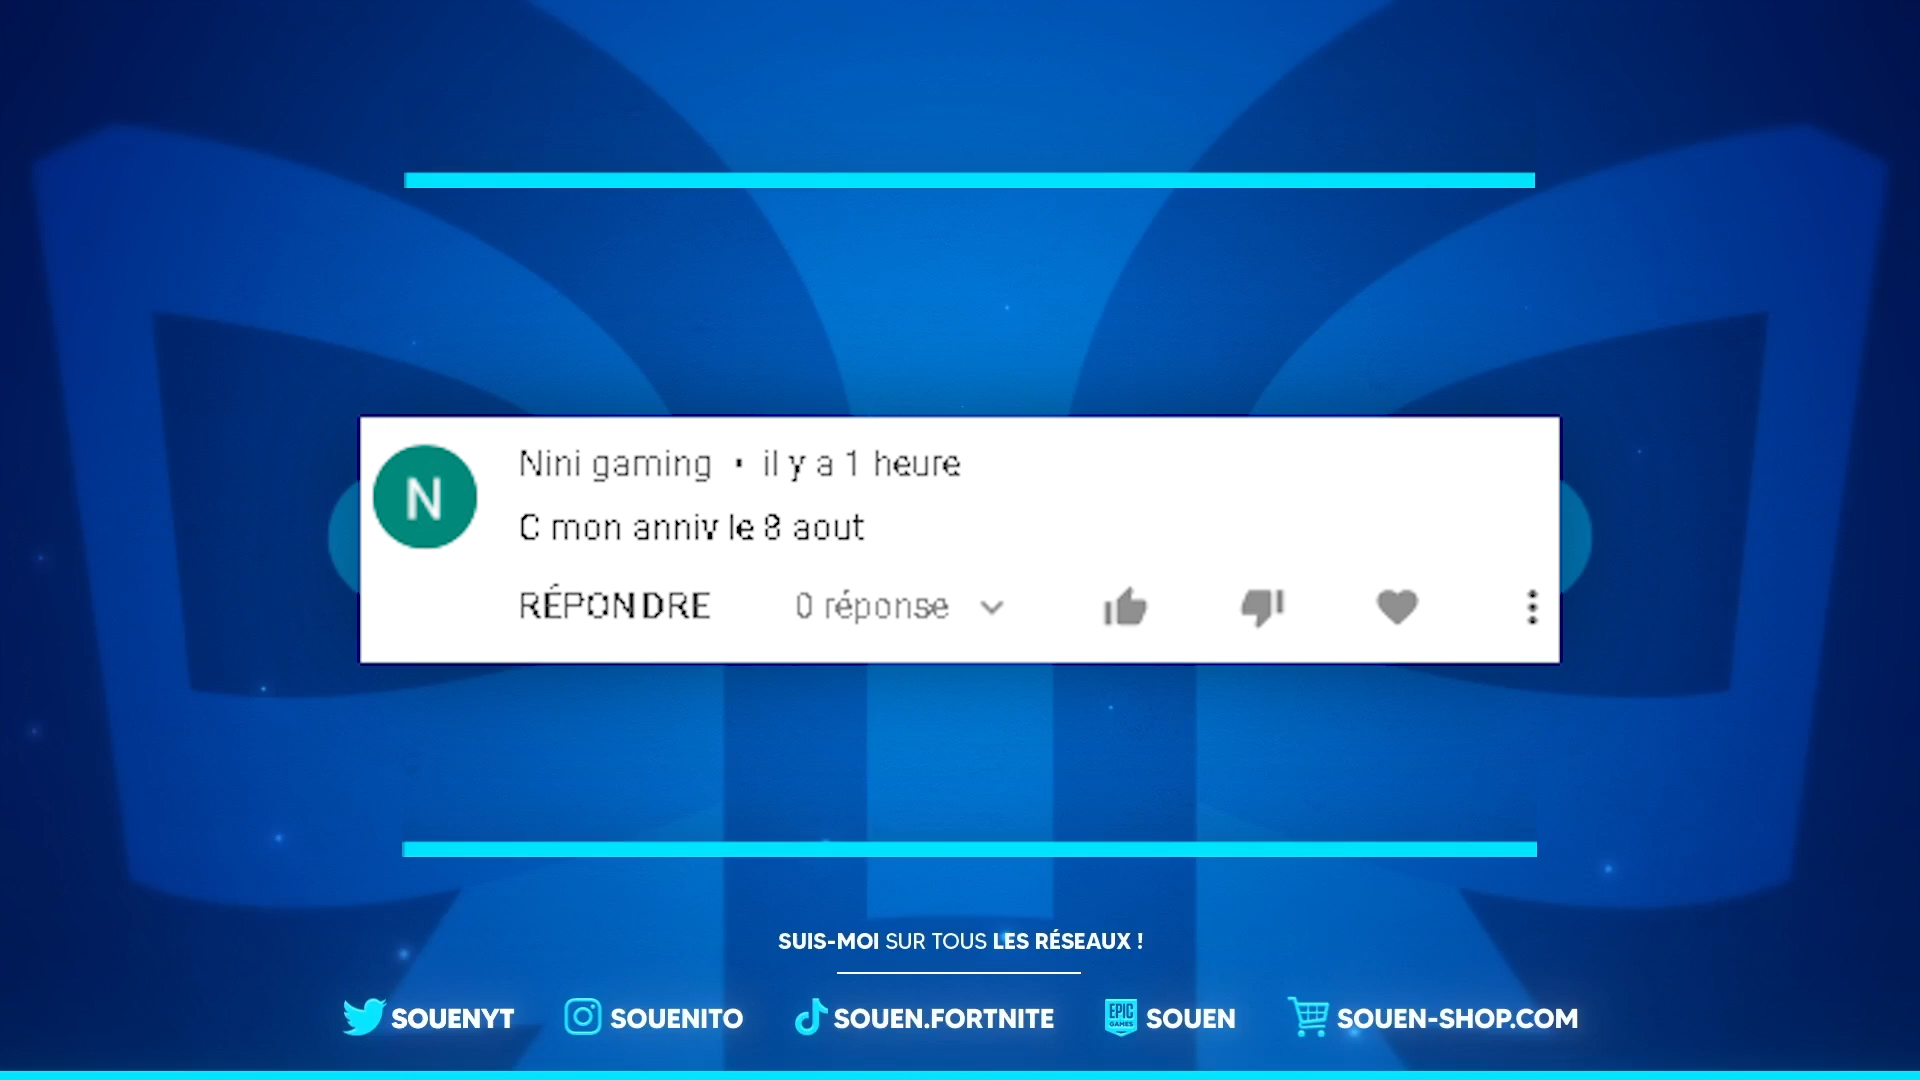 N
Nini gaming • il y a 1 heure
C mon anniv le 8 aout
RÉPONDRE 0 réponse
SUIS-MOI SUR TOUS LES RÉSEAUX !
SOUENYT SOUENITO SOUEN.FORTNITE EPIC GAMES SOUEN SOUEN-SHOP.COM